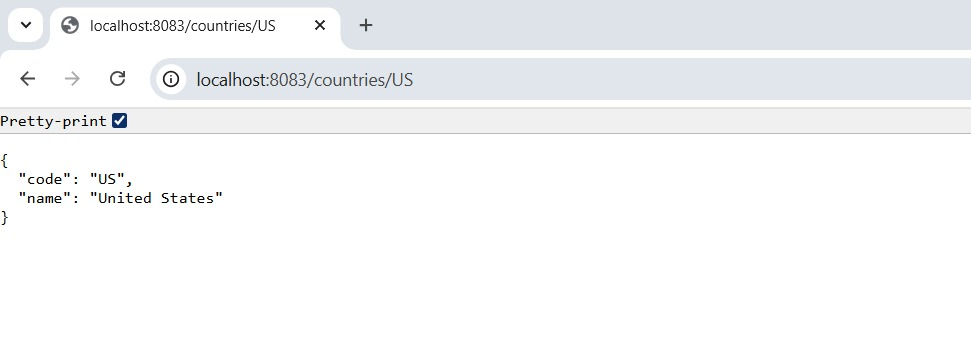 localhost:8083/countries/US
localhost:8083/countries/US
Pretty-print
{
  "code": "US",
  "name": "United States"
}